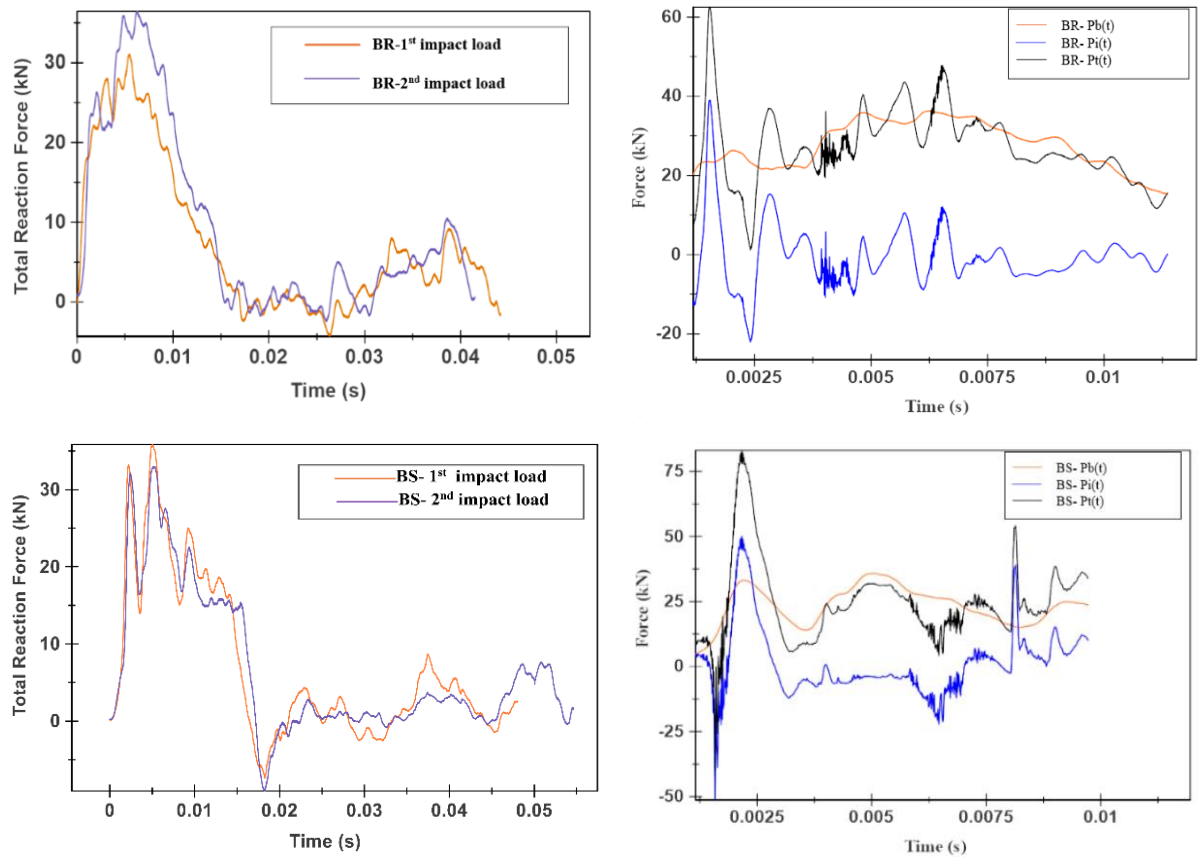 Total Reaction Force (kN)
30
20
10
0
BR-1st impact load
BR-2nd impact load
0
0.01
0.02
0.03
0.04
0.05
Time (s)
Force (kN)
60
40
20
0
-20
BR- Pb(t)
BR- Pi(t)
BR- Pt(t)
0.0025
0.005
0.0075
0.01
Time (s)
Total Reaction Force (kN)
30
20
10
0
BS- 1st impact load
BS- 2nd impact load
0
0.01
0.02
0.03
0.04
0.05
Time (s)
Force (kN)
75
50
25
0
-25
-50
BS- Pb(t)
BS- Pi(t)
BS- Pt(t)
0.0025
0.005
0.0075
0.01
Time (s)